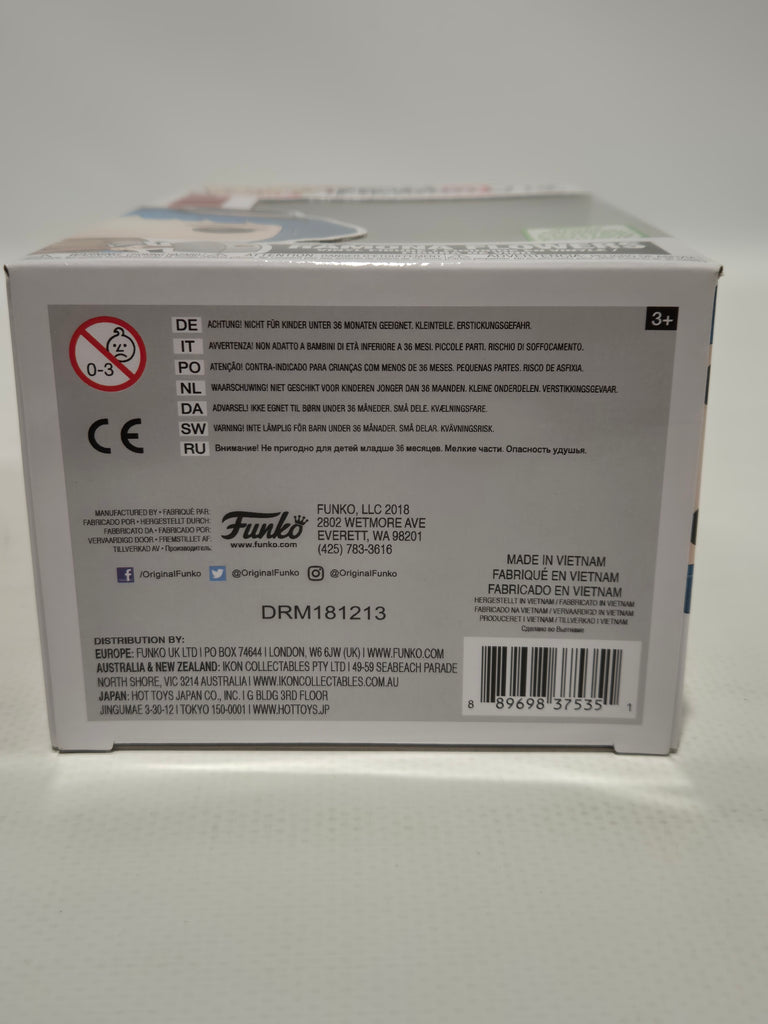 RAMONA FLOWERS
3+
0-3
DE ACHTUNG! NICHT FÜR KINDER UNTER 36 MONATEN GEEIGNET. KLEINTEILE. ERSTICKUNGSGEFAHR.
IT AVVERTENZA! NON ADATTO A BAMBINI DI ETÀ INFERIORE A 36 MESI. PICCOLE PARTI. RISCHIO DI SOFFOCAMENTO.
PO ATENÇÃO! CONTRA-INDICADO PARA CRIANÇAS COM MENOS DE 36 MESES. PEQUENAS PARTES. RISCO DE ASFIXIA.
NL WAARSCHUWING! NIET GESCHIKT VOOR KINDEREN JONGER DAN 36 MAANDEN. KLEINE ONDERDELEN. VERSTIKKINGSGEVAAR.
DA ADVARSEL! IKKE EGNET TIL BØRN UNDER 36 MÅNEDER. SMÅ DELE. KVÆLNINGSFARE.
SW VARNING! INTE LÄMPLIG FÖR BARN UNDER 36 MÅNADER. SMÅ DELAR. KVÄVNINGSRISK.
RU Внимание! Не пригодно для детей младше 36 месяцев. Мелкие части. Опасность удушья.
CE
MANUFACTURED BY • FABRIQUÉ PAR:
FABRICADO POR • HERGESTELLT DURCH:
FABBRICATO DA • FABRICADO POR:
VERVAARDIGD DOOR • FREMSTILLET AF:
TILLVERKAD AV • Производитель:
Funko
www.funko.com
FUNKO, LLC 2018
2802 WETMORE AVE
EVERETT, WA 98201
(425) 783-3616
/OriginalFunko @OriginalFunko @OriginalFunko
DRM181213
MADE IN VIETNAM
FABRIQUÉ EN VIETNAM
FABRICADO EN VIETNAM
HERGESTELLT IN VIETNAM / FABBRICATO IN VIETNAM
FABRICADO NA VIETNAM / VERVAARDIGD IN VIETNAM
PRODUCERET I VIETNAM / TILLVERKAD I VIETNAM
Сделано во Вьетнаме
DISTRIBUTION BY:
EUROPE: FUNKO UK LTD | PO BOX 74644 | LONDON, W6 6JW (UK) | WWW.FUNKO.COM
AUSTRALIA & NEW ZEALAND: IKON COLLECTABLES PTY LTD | 49-59 SEABEACH PARADE
NORTH SHORE, VIC 3214 AUSTRALIA | WWW.IKONCOLLECTABLES.COM.AU
JAPAN: HOT TOYS JAPAN CO., INC. | G BLDG 3RD FLOOR
JINGUMAE 3-30-12 | TOKYO 150-0001 | WWW.HOTTOYS.JP
8 89698 37535 1